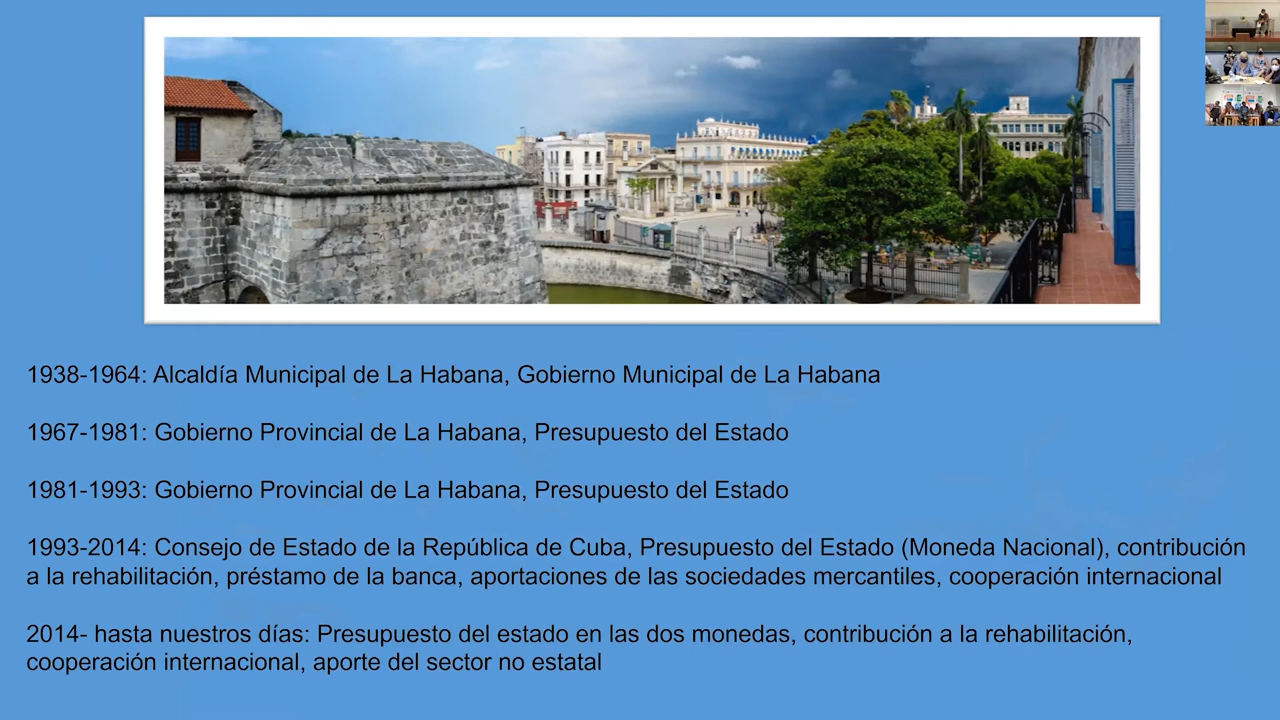 1938-1964: Alcaldía Municipal de La Habana, Gobierno Municipal de La Habana
1967-1981: Gobierno Provincial de La Habana, Presupuesto del Estado
1981-1993: Gobierno Provincial de La Habana, Presupuesto del Estado
1993-2014: Consejo de Estado de la República de Cuba, Presupuesto del Estado (Moneda Nacional), contribución
a la rehabilitación, préstamo de la banca, aportaciones de las sociedades mercantiles, cooperación internacional
2014- hasta nuestros días: Presupuesto del estado en las dos monedas, contribución a la rehabilitación,
cooperación internacional, aporte del sector no estatal